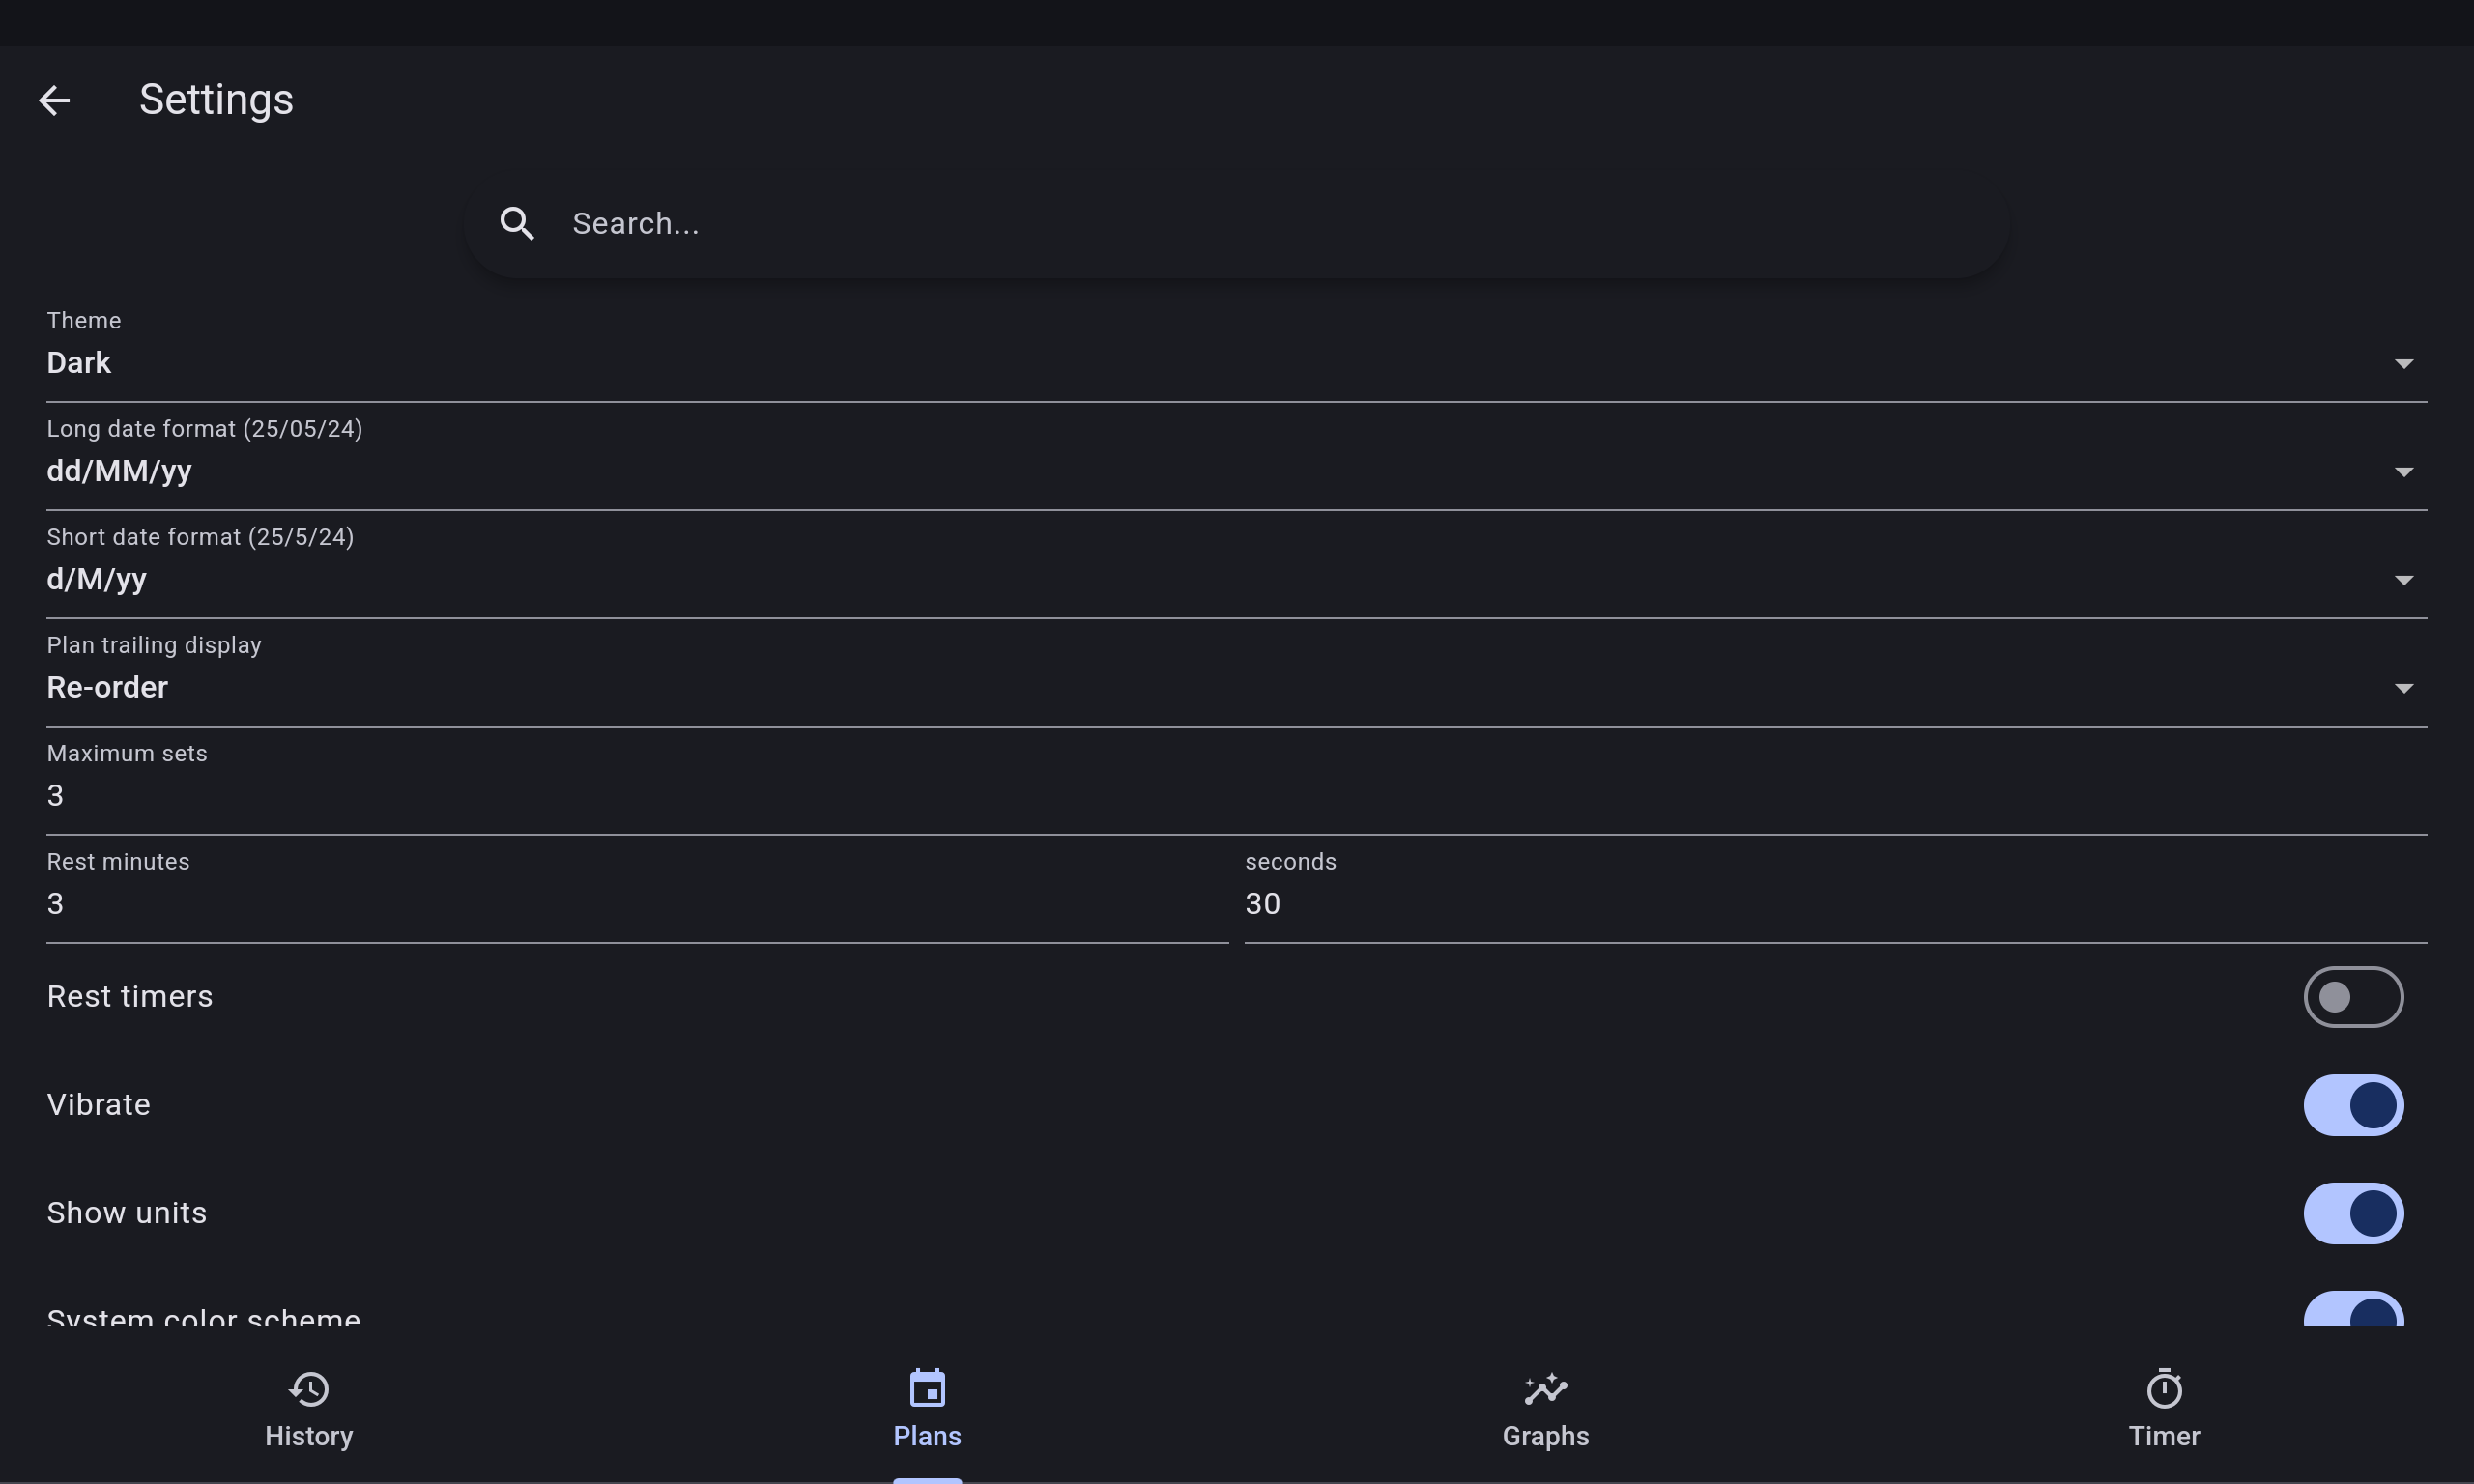 Settings
Search...
Theme
Dark
Long date format (25/05/24)
dd/MM/yy
Short date format (25/5/24)
d/M/yy
Plan trailing display
Re-order
Maximum sets
3
Rest minutes
3
seconds
30
Rest timers
Vibrate
Show units
System color scheme
History
Plans
Graphs
Timer